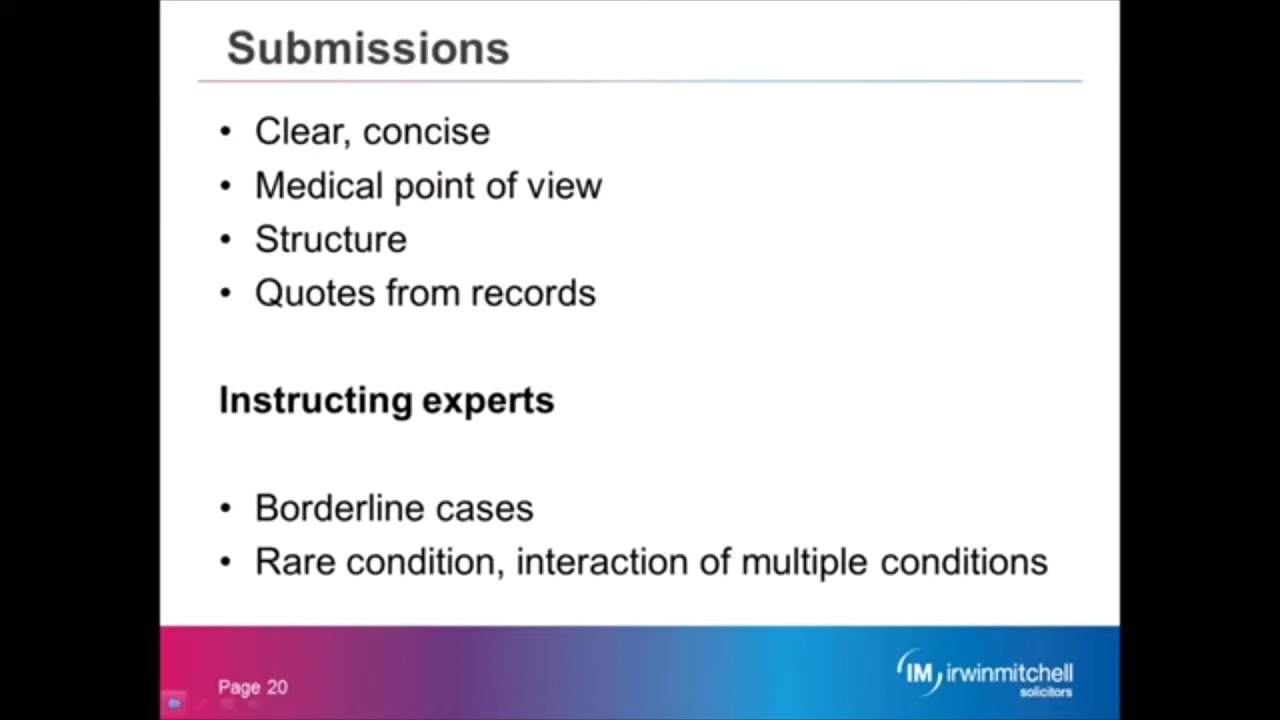 Submissions
• Clear, concise
• Medical point of view
• Structure
• Quotes from records
Instructing experts
• Borderline cases
• Rare condition, interaction of multiple conditions
Page 20
IM irwinmitchell
solicitors